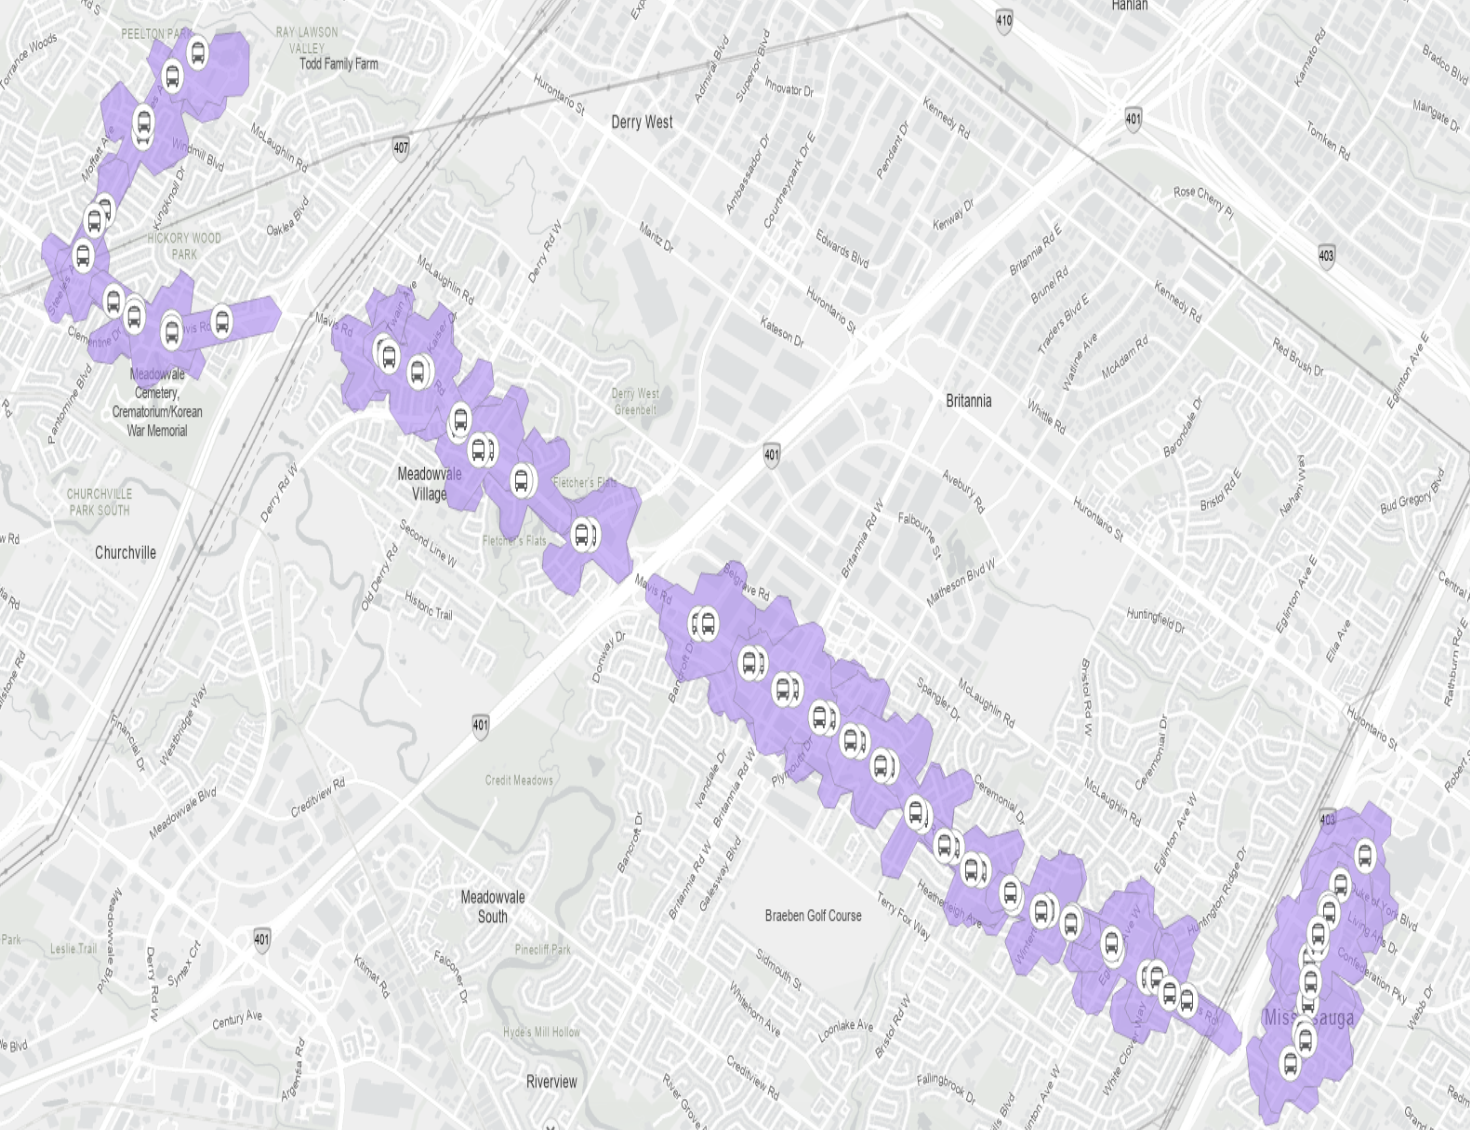 PEELTON PARK
RAY LAWSON
VALLEY
Todd Family Farm
Torrance Woods
Hanlan
410
Admiral Blvd
Superior Blvd
Innovator Dr
Hurontario St
Derry West
Kennedy Rd
401
Kamato Rd
Bradco Blvd
Maringate Dr
Tomken Rd
McLaughlin Rd
Windmill Blvd
Moffatt Ave
407
Kingknoll Dr
Oaklea Blvd
HICKORY WOOD
PARK
Ambassador Dr
Courtneypark Dr E
Pendant Dr
Kenway Dr
Rose Cherry Pl
403
Derry Rd W
Maritz Dr
Edwards Blvd
Britannia Rd E
Brunel Rd
Kennedy Rd
McLaughlin Rd
Hurontario St
Kateson Dr
Traders Blvd E
Watline Ave
McAdam Rd
Red Brush Dr
Eglinton Ave E
Mavis Rd
Clementine Dr
Meadowvale
Cemetery,
Crematorium/Korean
War Memorial
Pantomine Blvd
Derry West
Greenbelt
Britannia
Whittle Rd
Barondale Dr
401
Meadowvale
Village
Fletcher's Flats
Fletcher's Flats
CHURCHVILLE
PARK SOUTH
Churchville
Derry Rd W
Second Line W
Old Derry Rd
Historic Trail
Avebury Rd
Falbourne St
Britannia Rd W
Matheson Blvd W
Hurontario St
Bristol Rd E
Nahani Way
Bud Gregory Blvd
Eglinton Ave E
Huntingfield Dr
Elia Ave
Rathburn Rd E
Mavis Rd
Belgrave Rd
Donway Dr
401
Financial Dr
Westbridge Way
Meadowvale Blvd
Creditview Rd
Credit Meadows
Spangler Dr
McLaughlin Rd
Bristol Rd W
Ceremonial Dr
Hurontario St
Ivandale Dr
Britannia Rd W
Plymouth Dr
Ceremonial Dr
McLaughlin Rd
Eglinton Ave W
403
Bancroft Dr
Britannia Rd W
Galesway Blvd
Meadowvale
South
Braeben Golf Course
Heatherleigh Ave
Terry Fox Way
Huntington Ridge Dr
Duke of York Blvd
Living Arts Dr
Confederation Pky
Webb Dr
Leslie Trail
Meadowvale Blvd
Derry Rd W
Syntex Crt
401
Kitimat Rd
Falconer Dr
Pinecliff Park
Sidmouth St
Whitehorn Ave
Loonlake Ave
Bristol Rd W
Mississauga
Century Ave
Argentia Rd
Hyde's Mill Hollow
Riverview
Creditview Rd
Fallingbrook Dr
White Clover Way